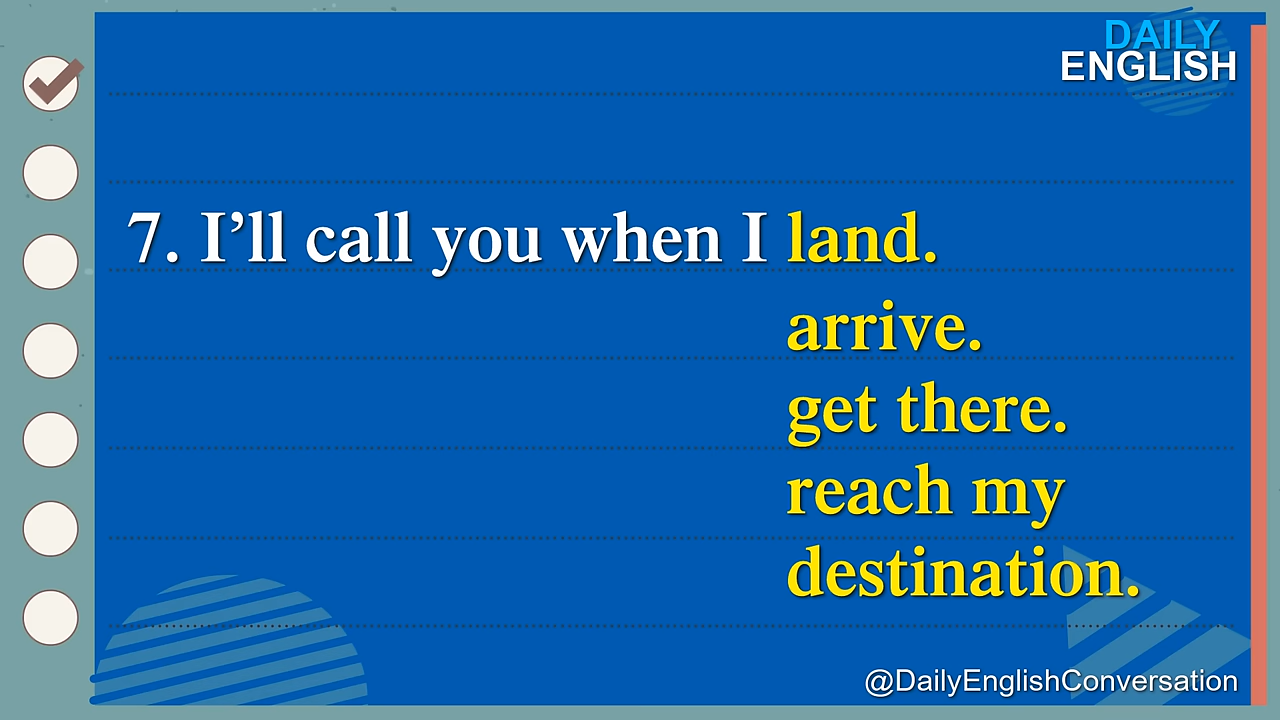 DAILY
ENGLISH
7. I’ll call you when I land.
arrive.
get there.
reach my
destination.
@DailyEnglishConversation